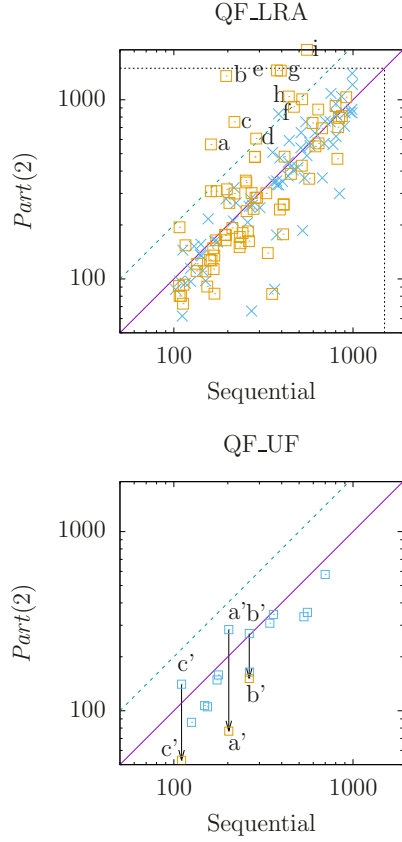 QF_LRA
i
b
e
g
1000
h
f
c
a
d
Part(2)
100
100
1000
Sequential
QF_UF
1000
Part(2)
a'
b'
c'
b'
100
a'
c'
100
1000
Sequential